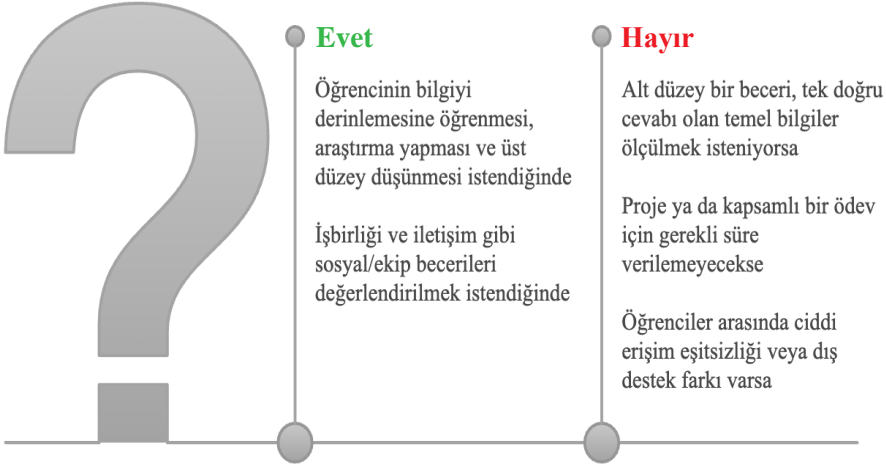 Evet
Öğrencinin bilgiyi
derinlemesine öğrenmesi,
araştırma yapması ve üst
düzey düşünmesi istendiğinde
İşbirliği ve iletişim gibi
sosyal/ekip becerileri
değerlendirilmek istendiğinde
Hayır
Alt düzey bir beceri, tek doğru
cevabı olan temel bilgiler
ölçülmek isteniyorsa
Proje ya da kapsamlı bir ödev
için gerekli süre
verilemeyecekse
Öğrenciler arasında ciddi
erişim eşitsizliği veya dış
destek farkı varsa